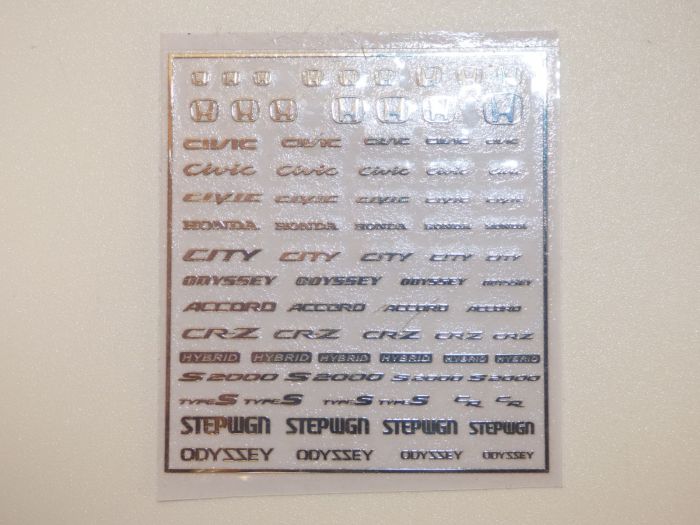 CIVIC CIVIC CIVIC CIVIC CIVIC
Civic Civic Civic Civic Civic
CIVIC CIVIC CIVIC CIVIC CIVIC
HONDA HONDA HONDA HONDA HONDA
CITY CITY CITY CITY CITY
ODYSSEY ODYSSEY ODYSSEY ODYSSEY
ACCORD ACCORD ACCORD ACCORD
CR-Z CR-Z CR-Z CR-Z CR-Z
HYBRID HYBRID HYBRID HYBRID HYBRID HYBRID
S2000 S2000 S2000 S2000
TYPE S TYPE S TYPE S TYPE S CR CR
STEPWGN STEPWGN STEPWGN STEPWGN
ODYSSEY ODYSSEY ODYSSEY ODYSSEY